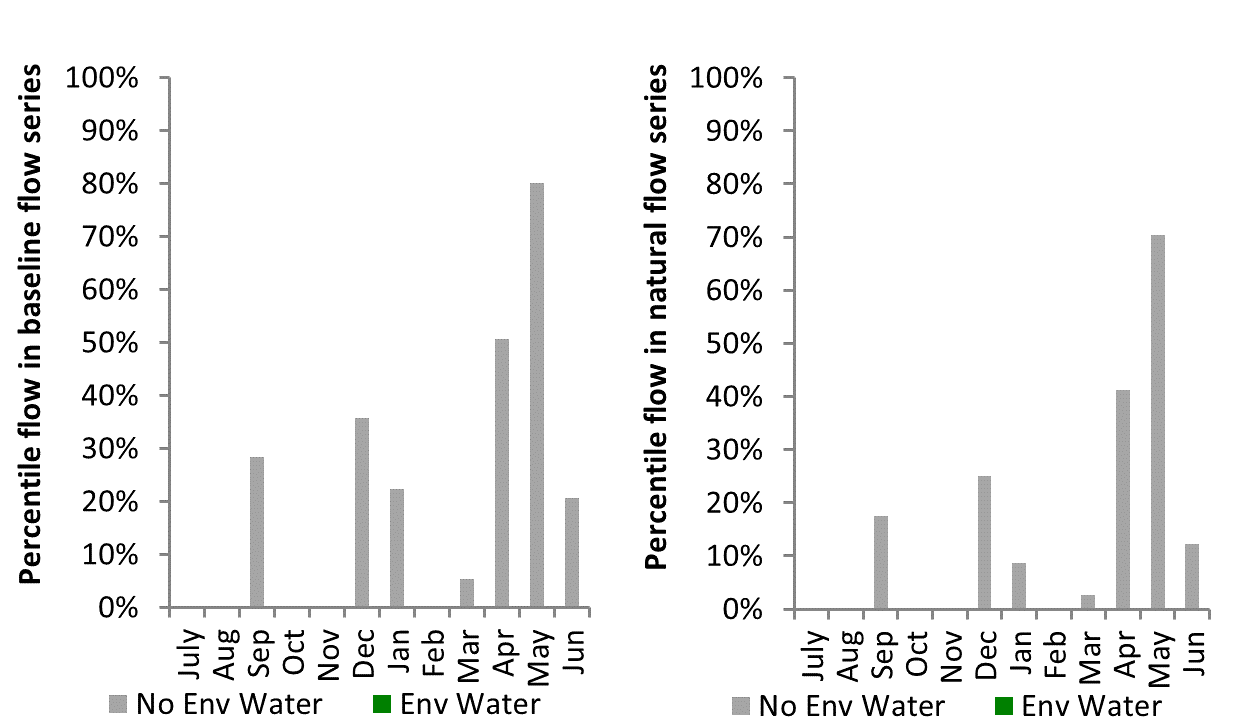 Percentile flow in baseline flow series
100%
90%
80%
70%
60%
50%
40%
30%
20%
10%
0%
July
Aug
Sep
Oct
Nov
Dec
Jan
Feb
Mar
Apr
May
Jun
No Env Water
Env Water
Percentile flow in natural flow series
100%
90%
80%
70%
60%
50%
40%
30%
20%
10%
0%
July
Aug
Sep
Oct
Nov
Dec
Jan
Feb
Mar
Apr
May
Jun
No Env Water
Env Water